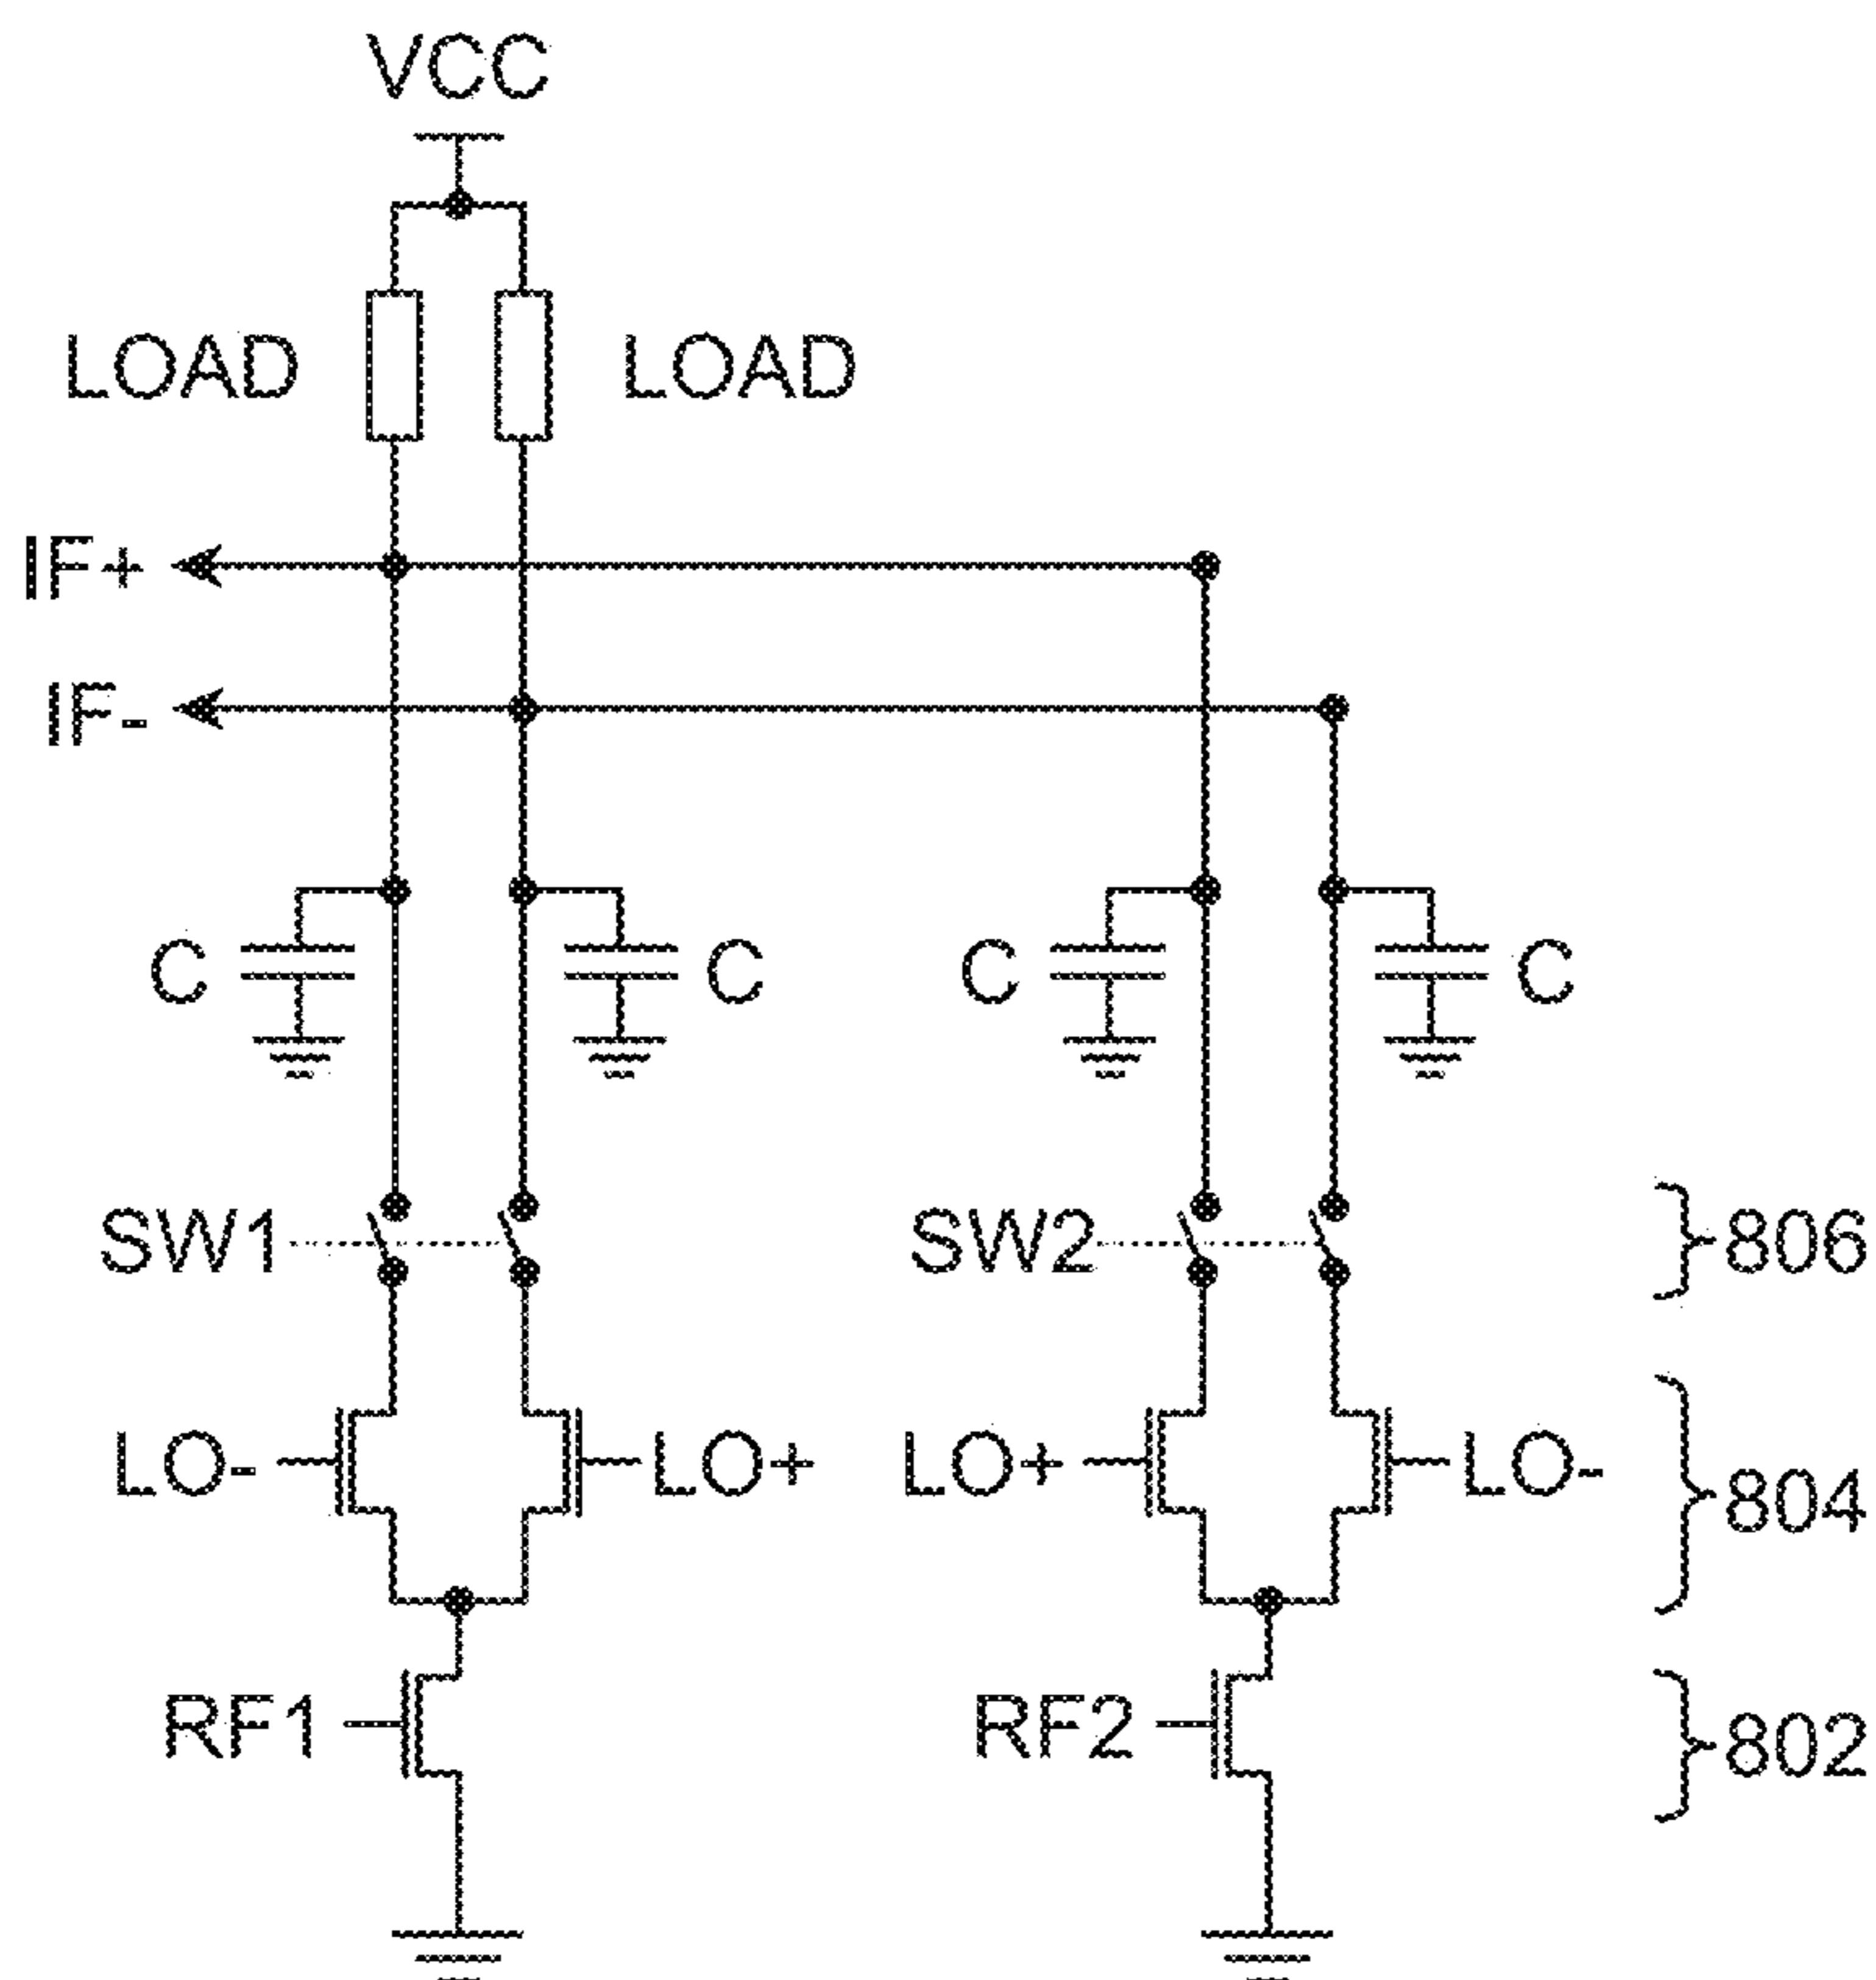 VCC
LOAD LOAD
IF+
IF-
C C C C
SW1 SW2 806
LO- LO+ LO+ LO- 804
RF1 RF2 802